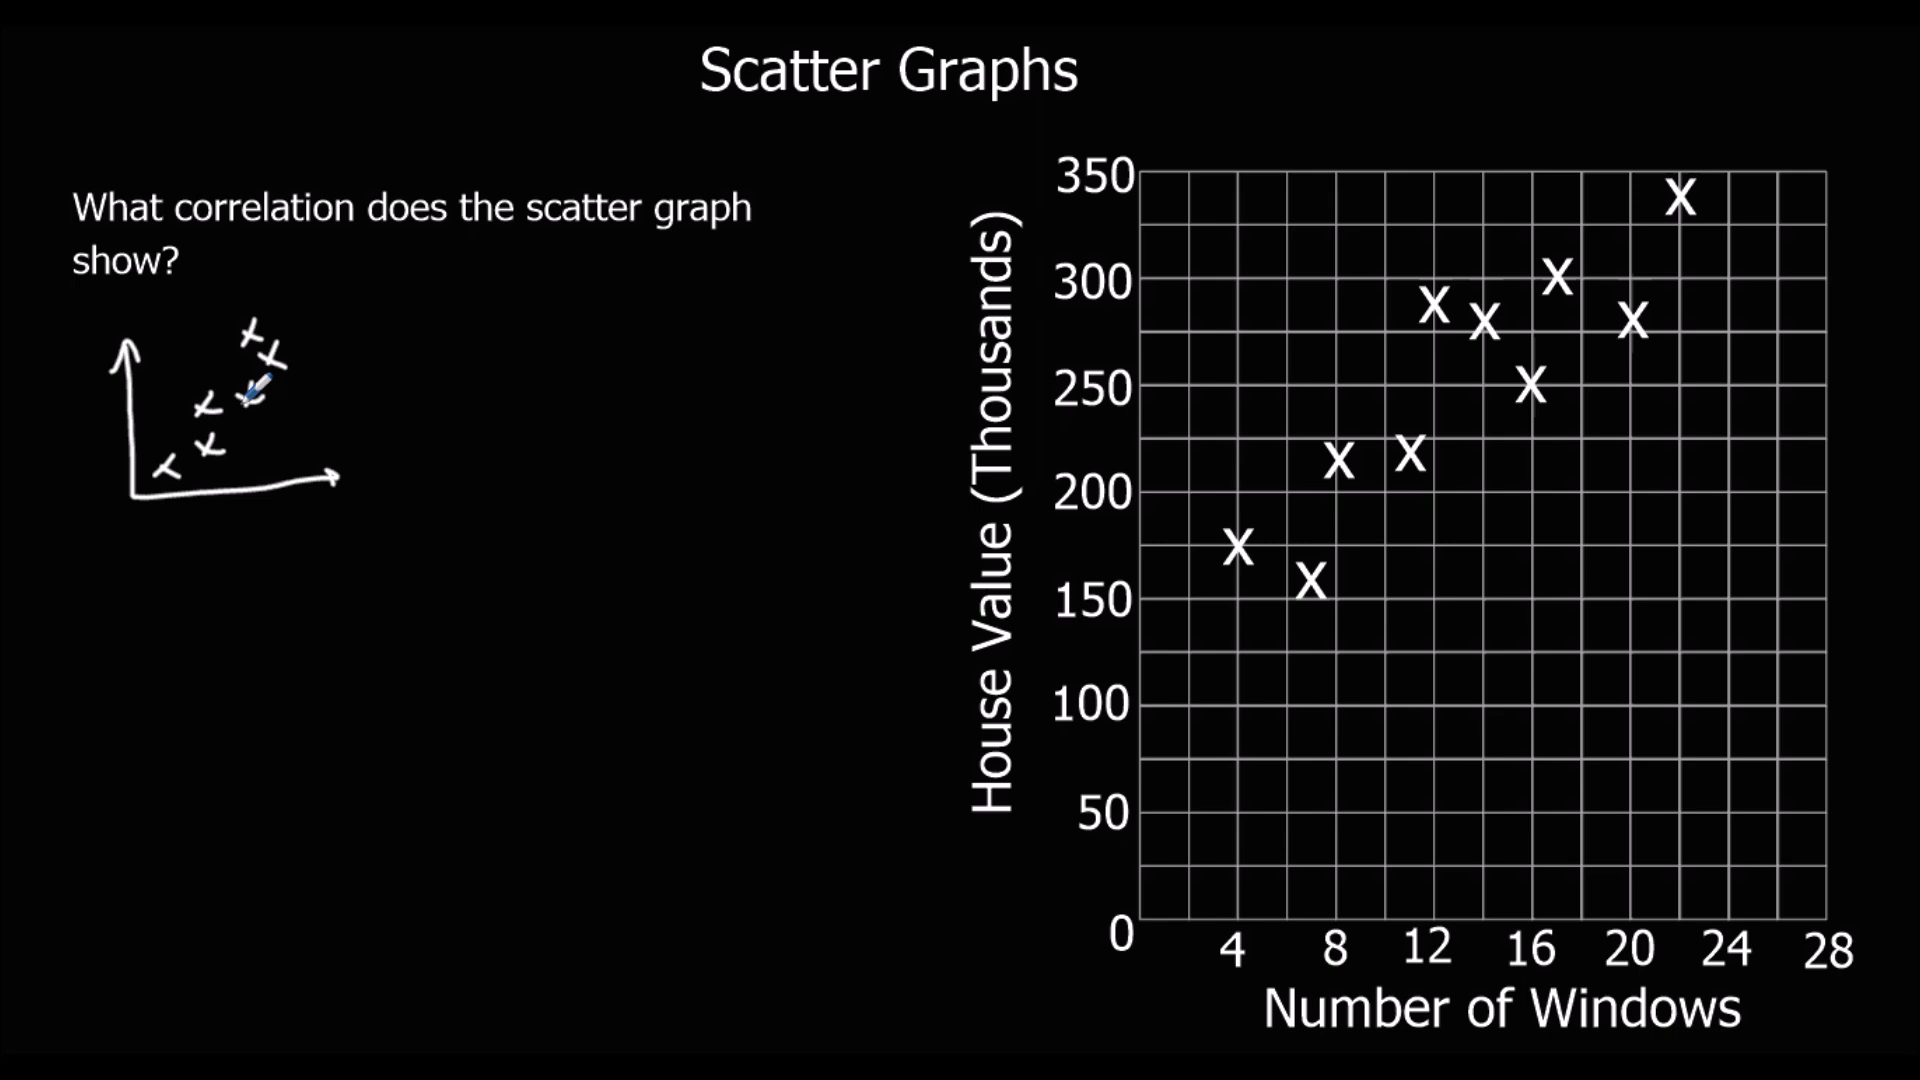 Scatter Graphs
What correlation does the scatter graph
show?
House Value (Thousands)
350
300
250
200
150
100
50
0
4 8 12 16 20 24 28
Number of Windows